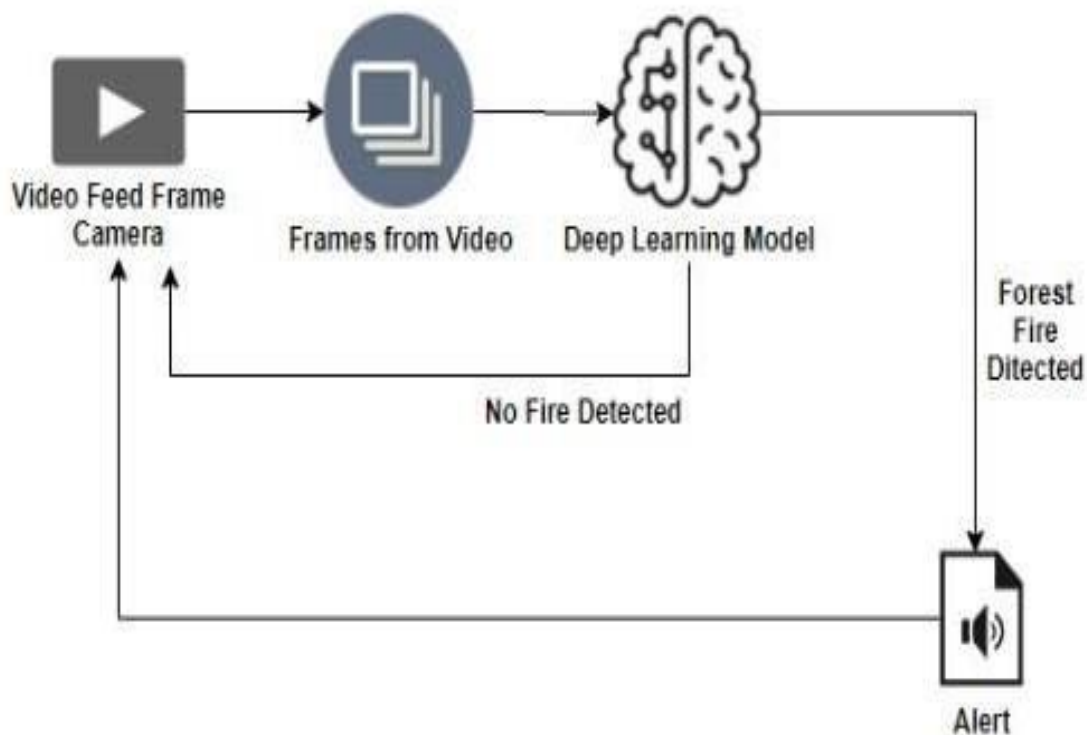 Video Feed Frame
Camera
Frames from Video
Deep Learning Model
Forest
Fire
Ditected
No Fire Detected
Alert